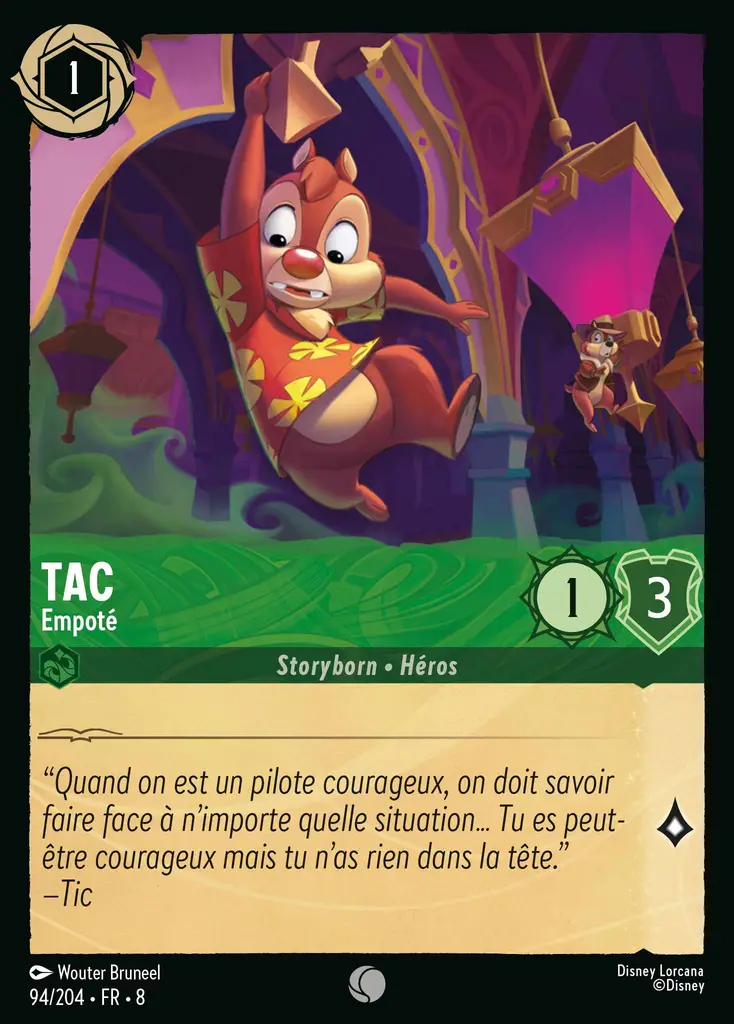 1
TAC
Empoté
1
3
Storyborn • Héros
“Quand on est un pilote courageux, on doit savoir
faire face à n’importe quelle situation... Tu es peut-
être courageux mais tu n’as rien dans la tête.”
–Tic
Wouter Bruneel
94/204 • FR • 8
Disney Lorcana
©Disney